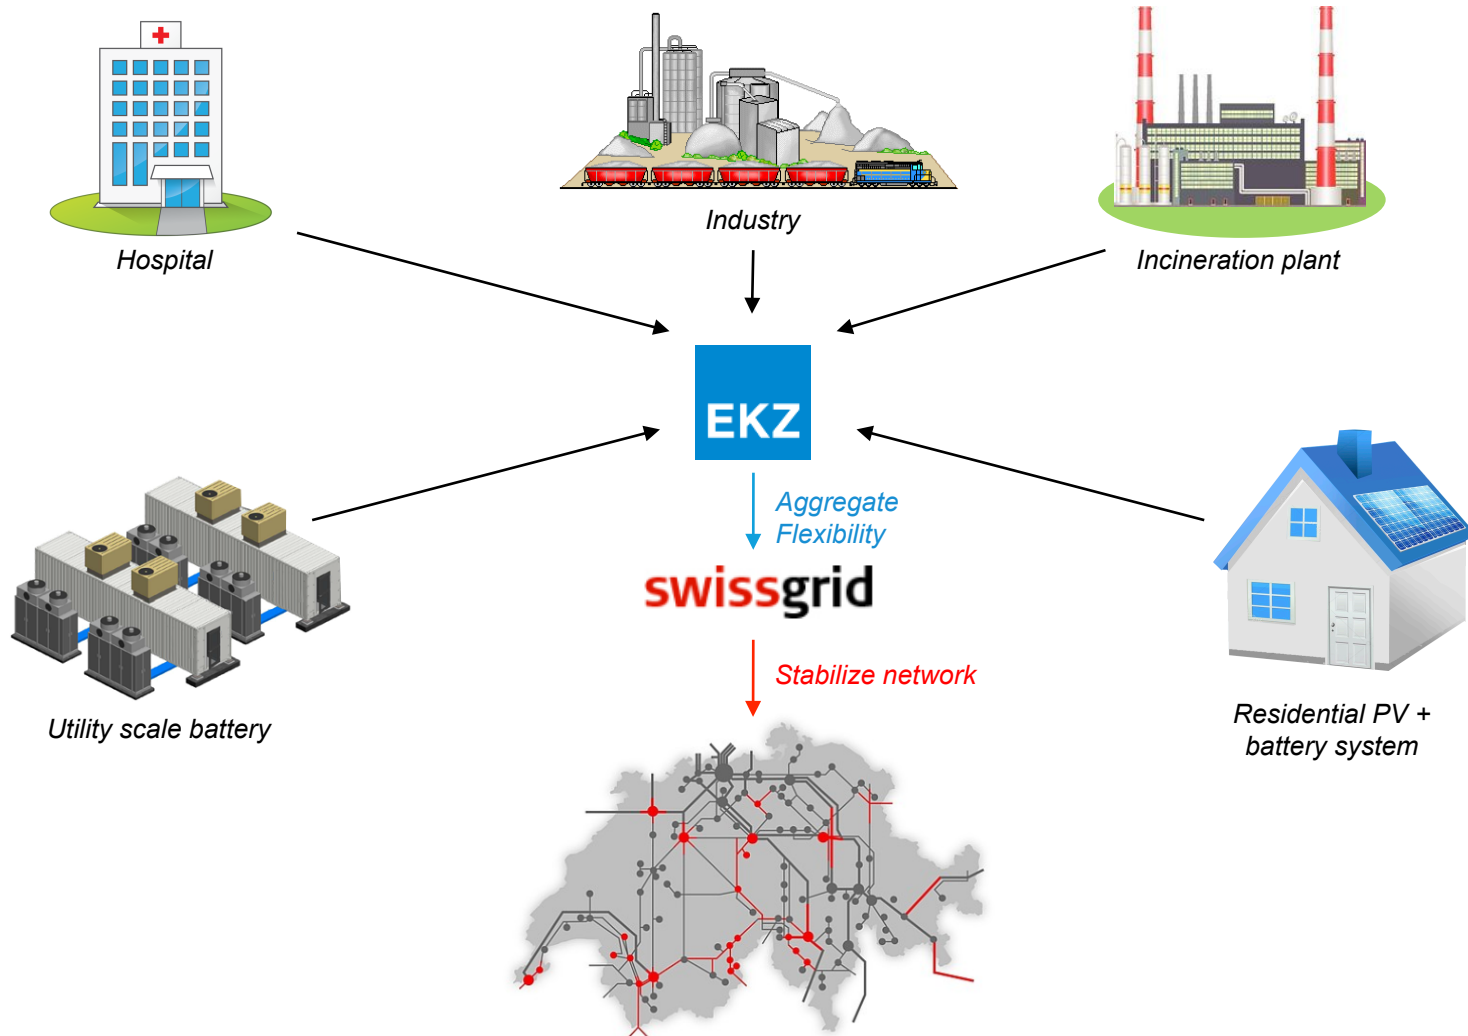 Industry
Hospital
Incineration plant
EKZ
Aggregate
Flexibility
swissgrid
Stabilize network
Utility scale battery
Residential PV +
battery system